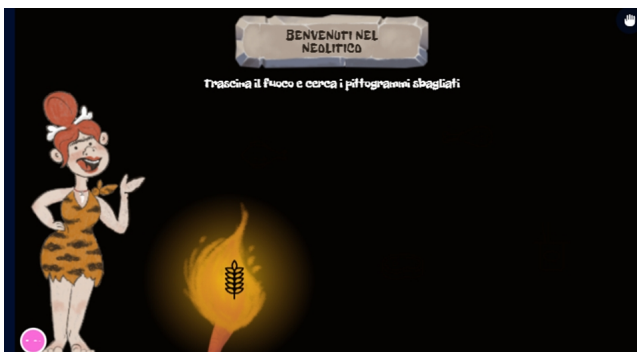 BENVENUTI NEL
NEOLITICO
Trascina il fuoco e cerca i pittogrammi sbagliati